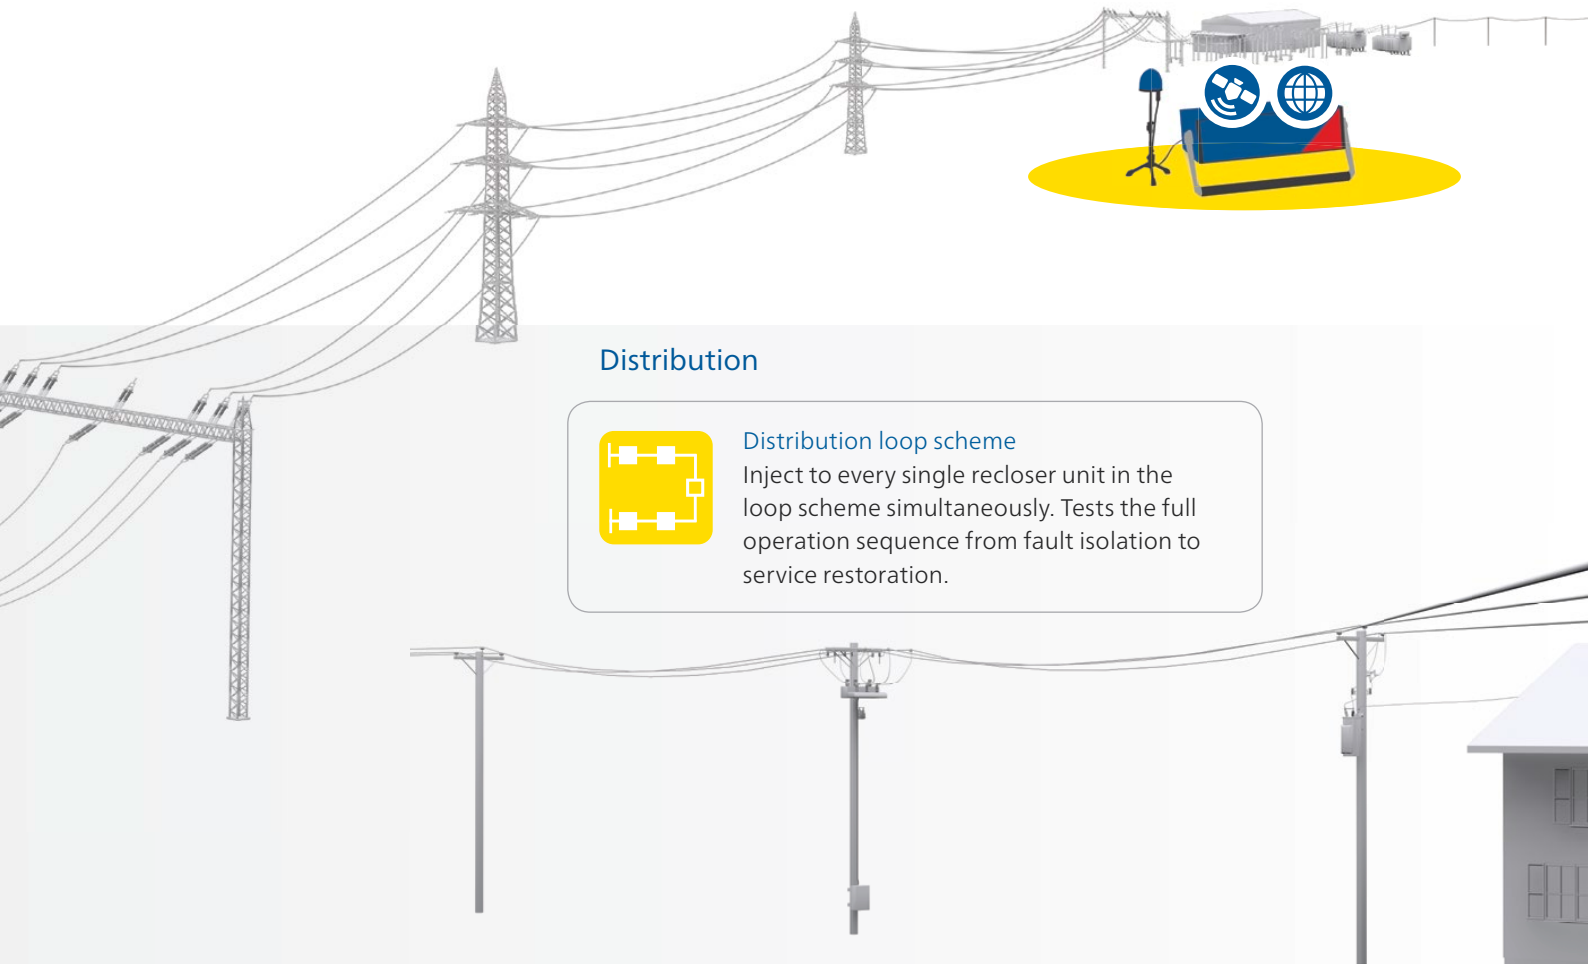 Distribution
Distribution loop scheme
Inject to every single recloser unit in the
loop scheme simultaneously. Tests the full
operation sequence from fault isolation to
service restoration.